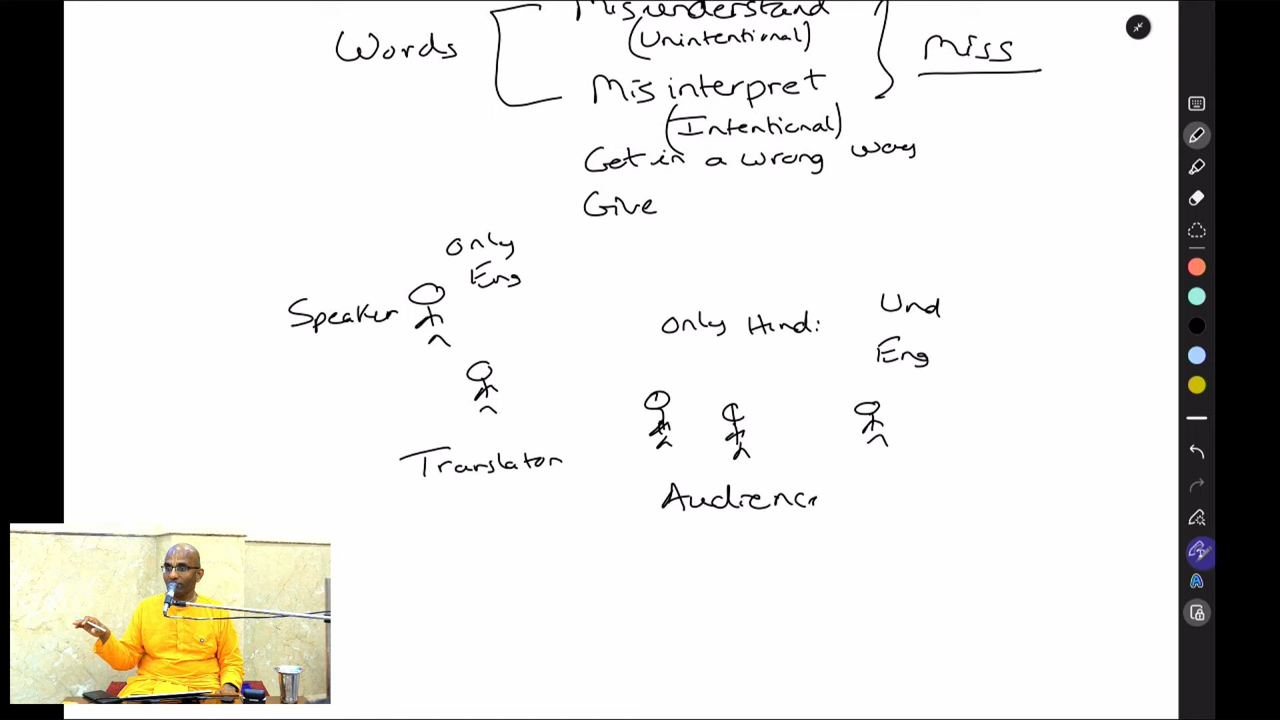 Misunderstand
Words (Unintentional) Miss
Misinterpret
(Intentional)
Get in a wrong way
Give
Only
Eng
Speaker
Only Hindi
Und
Eng
Translator
Audience